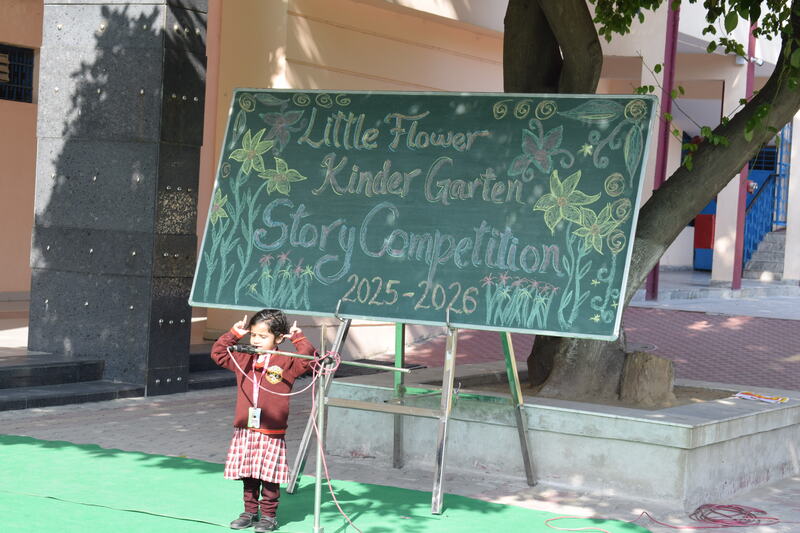 Little Flower
Kinder Garten
Story Competition
2025-2026